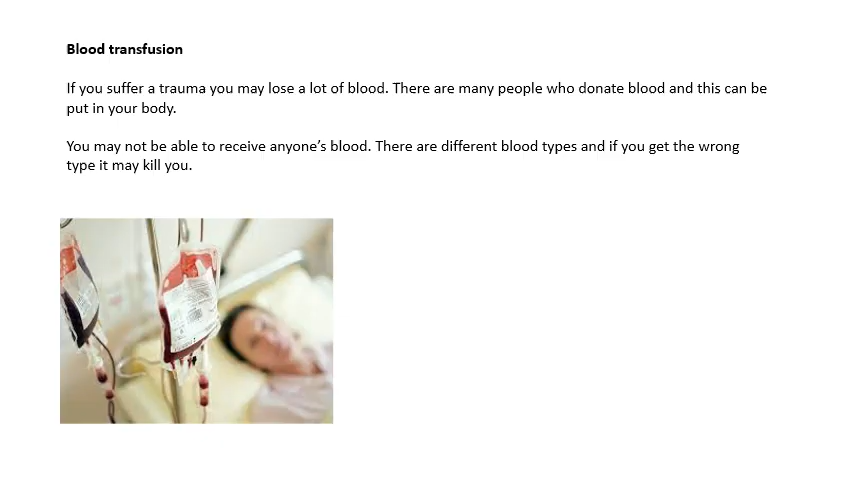 Blood transfusion
If you suffer a trauma you may lose a lot of blood. There are many people who donate blood and this can be
put in your body.
You may not be able to receive anyone’s blood. There are different blood types and if you get the wrong
type it may kill you.